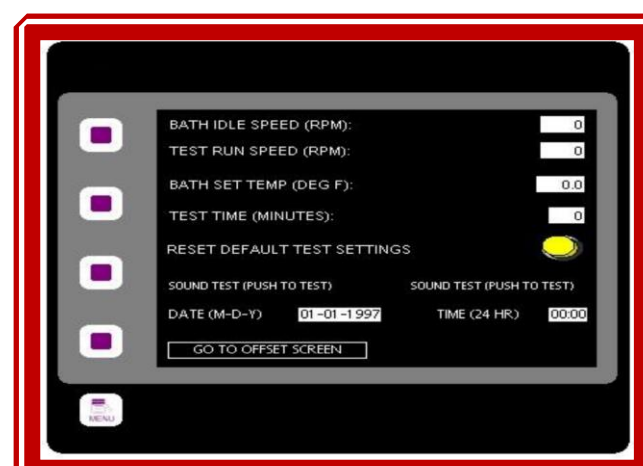 BATH IDLE SPEED (RPM): 0
TEST RUN SPEED (RPM): 0
BATH SET TEMP (DEG F): 0.0
TEST TIME (MINUTES): 0
RESET DEFAULT TEST SETTINGS
SOUND TEST (PUSH TO TEST) SOUND TEST (PUSH TO TEST)
DATE (M-D-Y) 01-01-1997 TIME (24 HR) 00:00
GO TO OFFSET SCREEN
MENU